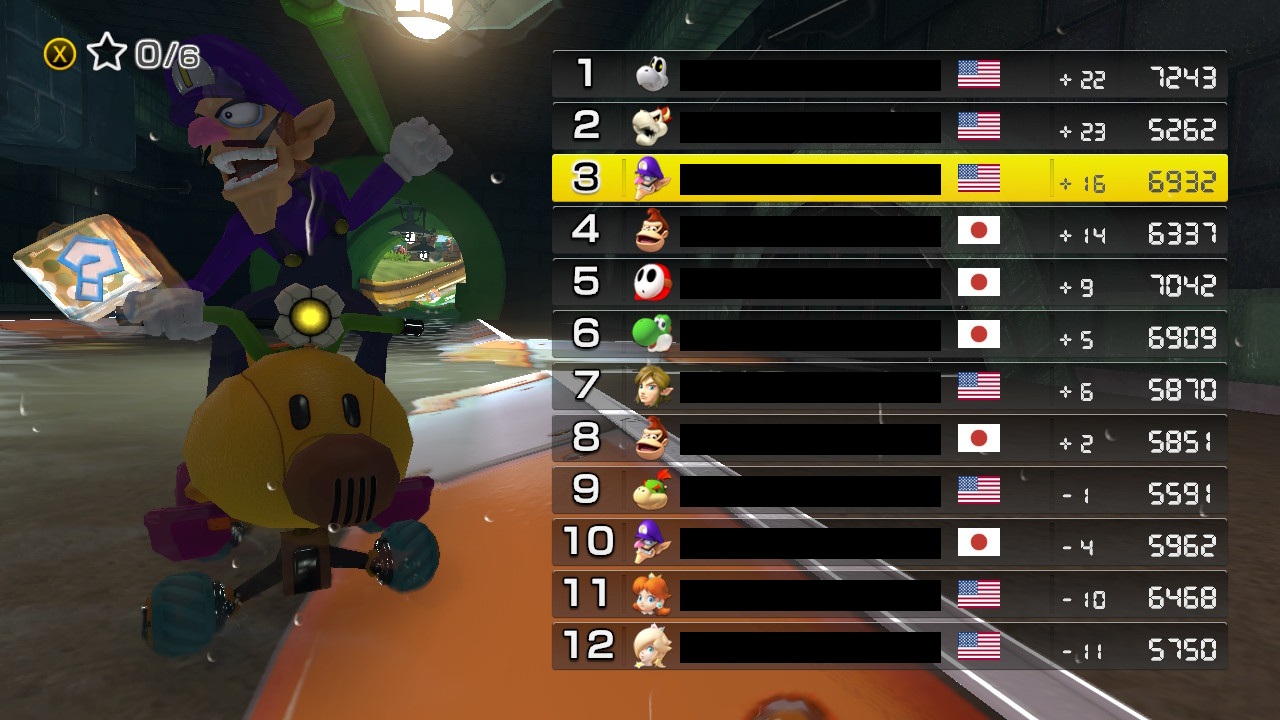 X 0/6
1 + 22 7243
2 + 23 5262
3 + 16 6932
4 + 14 6337
5 + 9 7042
6 + 5 6909
7 + 6 5870
8 + 2 5851
9 - 1 5591
10 - 4 5962
11 - 10 6468
12 - 11 5750
?